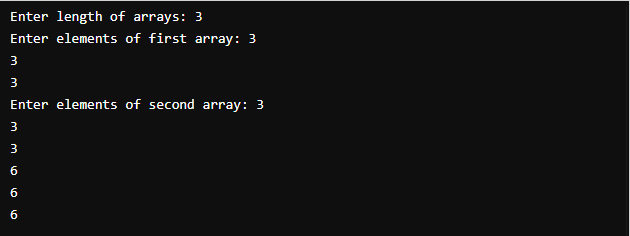 Enter length of arrays: 3
Enter elements of first array: 3
3
3
Enter elements of second array: 3
3
3
6
6
6